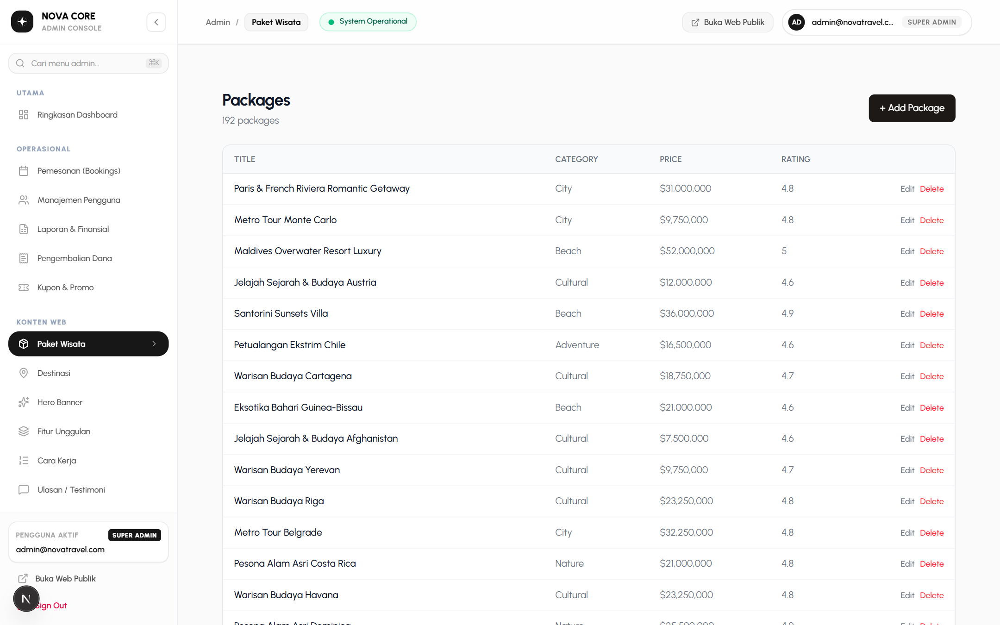 NOVA CORE
ADMIN CONSOLE
Cari menu admin...
⌘K
UTAMA
Ringkasan Dashboard
OPERASIONAL
Pemesanan (Bookings)
Manajemen Pengguna
Laporan & Finansial
Pengembalian Dana
Kupon & Promo
KONTEN WEB
Paket Wisata
Destinasi
Hero Banner
Fitur Unggulan
Cara Kerja
Ulasan / Testimoni
PENGGUNA AKTIF
SUPER ADMIN
admin@novatravel.com
Buka Web Publik
N
Sign Out
Admin / Paket Wisata
System Operational
Buka Web Publik
AD
admin@novatravel.c...
SUPER ADMIN
Packages
192 packages
+ Add Package
TITLE CATEGORY PRICE RATING
Paris & French Riviera Romantic Getaway City $31,000,000 4.8 Edit Delete
Metro Tour Monte Carlo City $9,750,000 4.8 Edit Delete
Maldives Overwater Resort Luxury Beach $52,000,000 5 Edit Delete
Jelajah Sejarah & Budaya Austria Cultural $12,000,000 4.6 Edit Delete
Santorini Sunsets Villa Beach $36,000,000 4.9 Edit Delete
Petualangan Ekstrim Chile Adventure $16,500,000 4.6 Edit Delete
Warisan Budaya Cartagena Cultural $18,750,000 4.7 Edit Delete
Eksotika Bahari Guinea-Bissau Beach $21,000,000 4.6 Edit Delete
Jelajah Sejarah & Budaya Afghanistan Cultural $7,500,000 4.6 Edit Delete
Warisan Budaya Yerevan Cultural $9,750,000 4.7 Edit Delete
Warisan Budaya Riga Cultural $23,250,000 4.8 Edit Delete
Metro Tour Belgrade City $32,250,000 4.8 Edit Delete
Pesona Alam Asri Costa Rica Nature $21,000,000 4.8 Edit Delete
Warisan Budaya Havana Cultural $23,250,000 4.8 Edit Delete
Pesona Alam Asri Dominica Nature Edit Delete